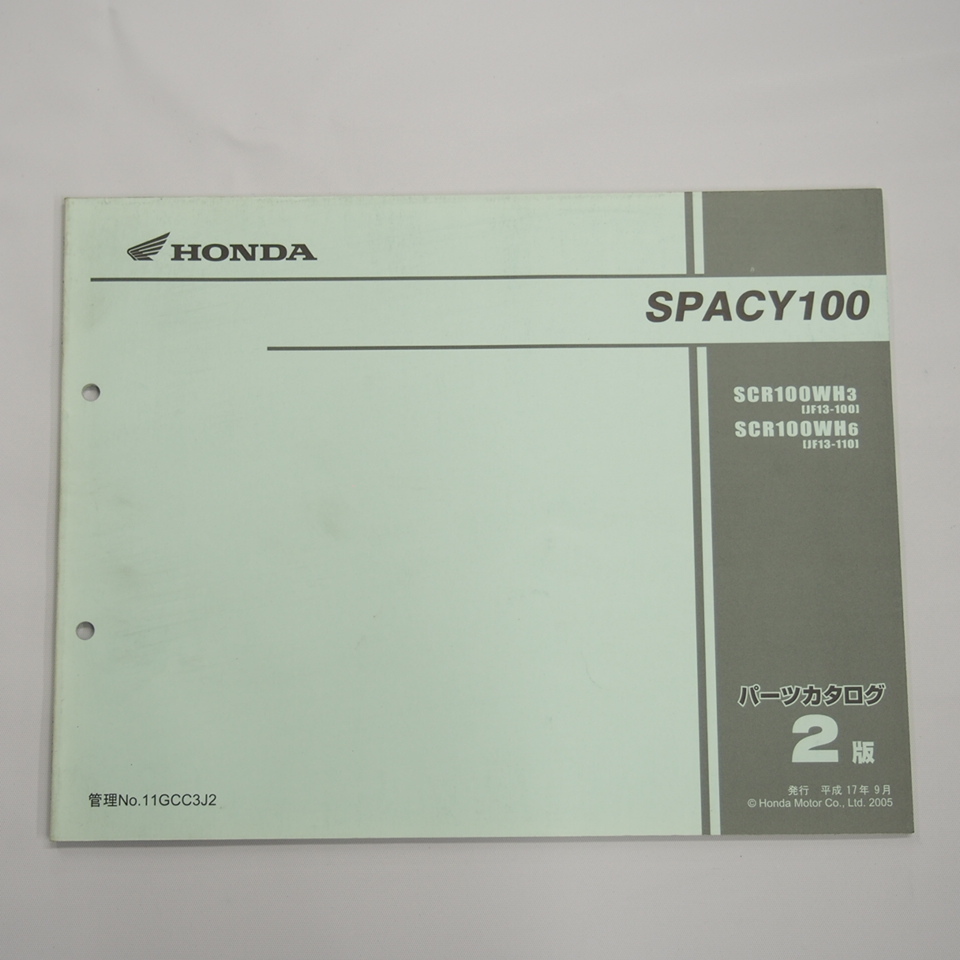 HONDA
SPACY100
SCR100WH3
[JF13-100]
SCR100WH6
[JF13-110]
パーツカタログ
2版
発行 平成17年9月
© Honda Motor Co., Ltd. 2005
管理No.11GCC3J2